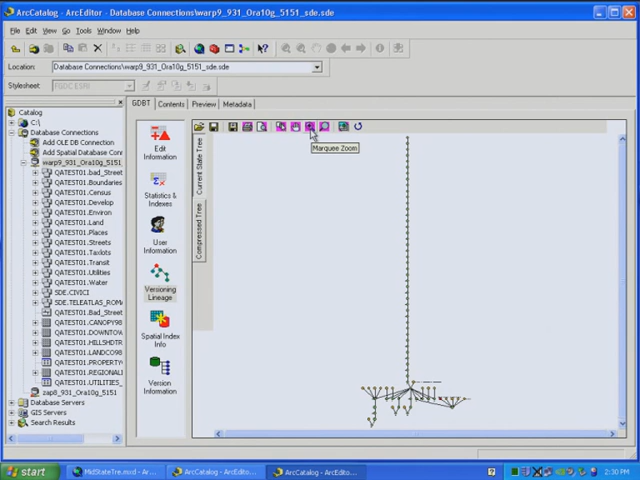 ArcCatalog - ArcEditor - Database Connections\warp9_931_Ora10g_5151_sde.sde
File Edit View Go Tools Window Help
Location: Database Connections\warp9_931_Ora10g_5151_sde.sde
Stylesheet: FGDC ESRI
GDBT Contents Preview Metadata
Catalog
C:\
Database Connections
Add OLE DB Connection
Add Spatial Database Con
warp9_931_Ora10g_5151
QATEST01.bad_Street
QATEST01.Boundaries
QATEST01.Census
QATEST01.Develop
QATEST01.Environ
QATEST01.Land
QATEST01.Places
QATEST01.Streets
QATEST01.Taxlots
QATEST01.Transit
QATEST01.Utilities
QATEST01.Water
SDE.CIVICI
SDE.TELEATLAS_ROM
QATEST01.Bad_Street
QATEST01.CANOPY98
QATEST01.DOWNTOW
QATEST01.HILLSHDTR
QATEST01.LANDCO98
QATEST01.PROPERTY
QATEST01.REGIONAL
QATEST01.UTILITIES_
zap8_931_Ora10g_5151
Database Servers
GIS Servers
Search Results
Edit
Information
Statistics &
Indexes
User
Information
Versioning
Lineage
Spatial Index
Info
Version
Information
Current State Tree
Compressed Tree
Marquee Zoom
start
MidStateTre.mxd - Ar...
ArcCatalog - ArcEdito...
ArcCatalog - ArcEdito...
2:30 PM